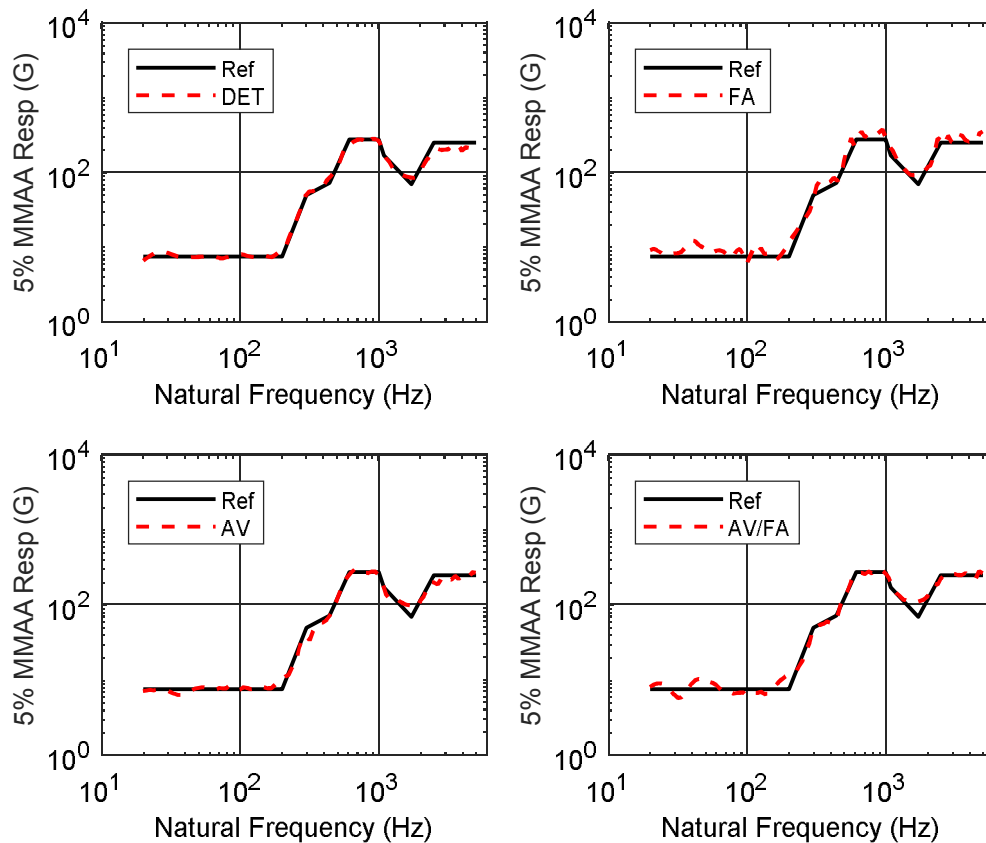 10^4
Ref
DET
10^2
10^0
5% MMAA Resp (G)
10^1
10^2
10^3
Natural Frequency (Hz)
10^4
Ref
FA
10^2
10^0
5% MMAA Resp (G)
10^1
10^2
10^3
Natural Frequency (Hz)
10^4
Ref
AV
10^2
10^0
5% MMAA Resp (G)
10^1
10^2
10^3
Natural Frequency (Hz)
10^4
Ref
AV/FA
10^2
10^0
5% MMAA Resp (G)
10^1
10^2
10^3
Natural Frequency (Hz)